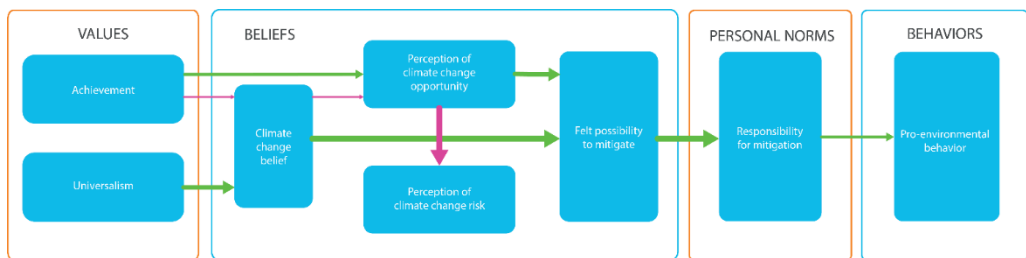 VALUES
BELIEFS
PERSONAL NORMS
BEHAVIORS
Achievement
Universalism
Climate
change
belief
Perception of
climate change
opportunity
Perception of
climate change risk
Felt possibility
to mitigate
Responsibility
for mitigation
Pro-environmental
behavior